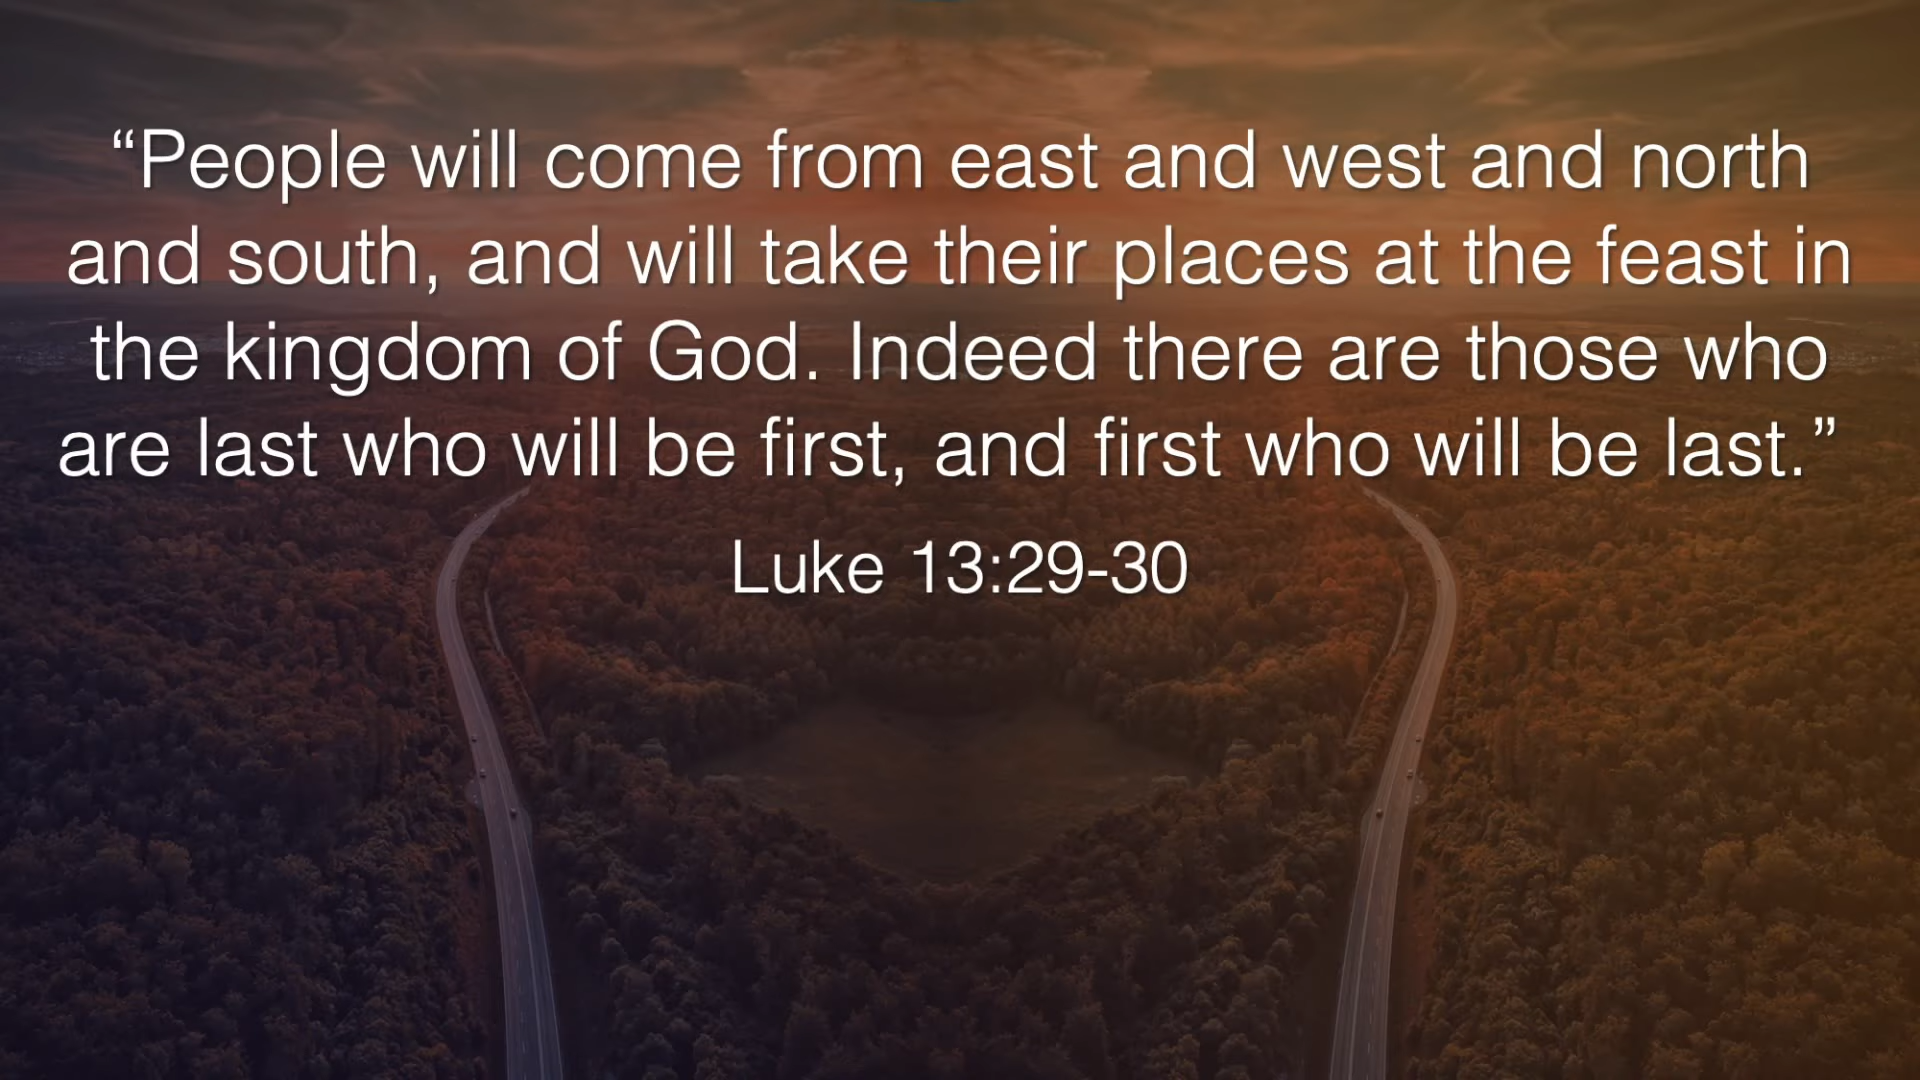 “People will come from east and west and north
and south, and will take their places at the feast in
the kingdom of God. Indeed there are those who
are last who will be first, and first who will be last.”
Luke 13:29-30